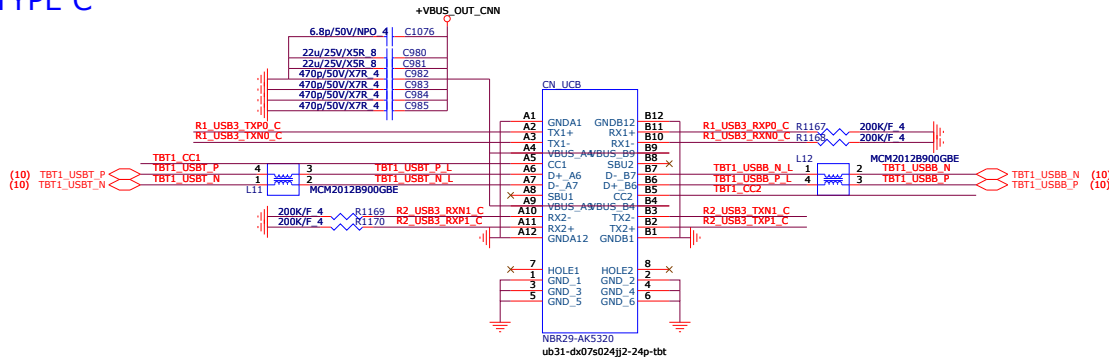 TYPE C
+VBUS_OUT_CNN
6.8p/50V/NPO_4 C1076
22u/25V/X5R_8 C980
22u/25V/X5R_8 C981
470p/50V/X7R_4 C982
470p/50V/X7R_4 C983
470p/50V/X7R_4 C984
470p/50V/X7R_4 C985
CN_UCB
A1 GNDA1 GNDB12 B12
R1_USB3_TXP0_C A2 TX1+ RX1+ B11 R1_USB3_RXP0_C R1167 200K/F_4
R1_USB3_TXN0_C A3 TX1- RX1- B10 R1_USB3_RXN0_C R1168 200K/F_4
A4 VBUS_A4 VBUS_B9 B9
TBT1_CC1 A5 CC1 SBU2 B8
(10) TBT1_USBT_P 4 3 TBT1_USBT_P_L A6 D+_A6 D-_B7 B7 TBT1_USBB_N_L 1 2 TBT1_USBB_N TBT1_USBB_N (10)
(10) TBT1_USBT_N TBT1_USBT_P TBT1_USBT_N 1 2 TBT1_USBT_N_L A7 D-_A7 D+_B6 B6 TBT1_USBB_P_L 4 3 TBT1_USBB_P TBT1_USBB_P (10)
L11 MCM2012B900GBE L12 MCM2012B900GBE
A8 SBU1 CC2 B5 TBT1_CC2
A9 VBUS_A9 VBUS_B4 B4
200K/F_4 R1169 R2_USB3_RXN1_C A10 RX2- TX2- B3 R2_USB3_TXN1_C
200K/F_4 R1170 R2_USB3_RXP1_C A11 RX2+ TX2+ B2 R2_USB3_TXP1_C
A12 GNDA12 GNDB1 B1
7 HOLE1 HOLE2 8
1 GND_1 GND_2 2
3 GND_3 GND_4 4
5 GND_5 GND_6 6
NBR29-AK5320
ub31-dx07s024jj2-24p-tbt